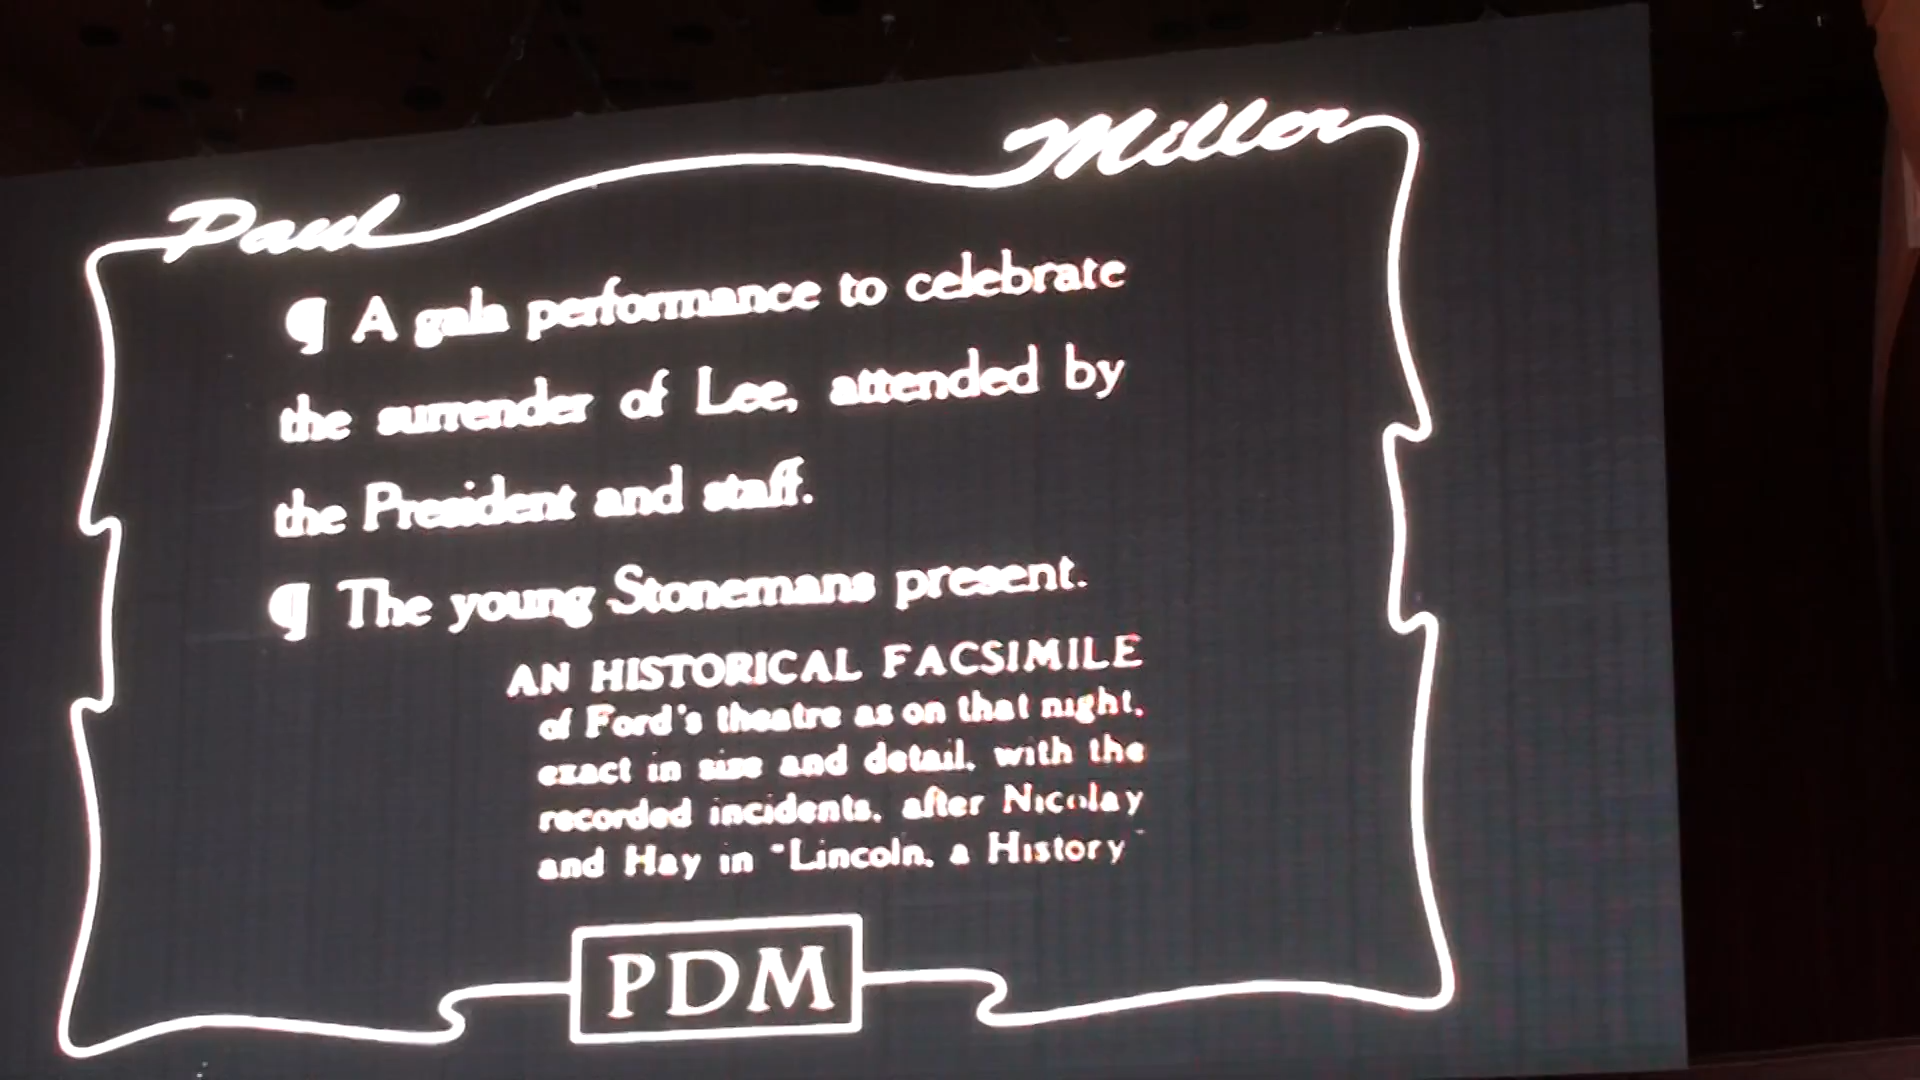 Paul Miller
¶ A gala performance to celebrate
the surrender of Lee, attended by
the President and staff.
¶ The young Stonemans present.
AN HISTORICAL FACSIMILE
of Ford's theatre as on that night,
exact in size and detail, with the
recorded incidents, after Nicolay
and Hay in "Lincoln, a History"
PDM